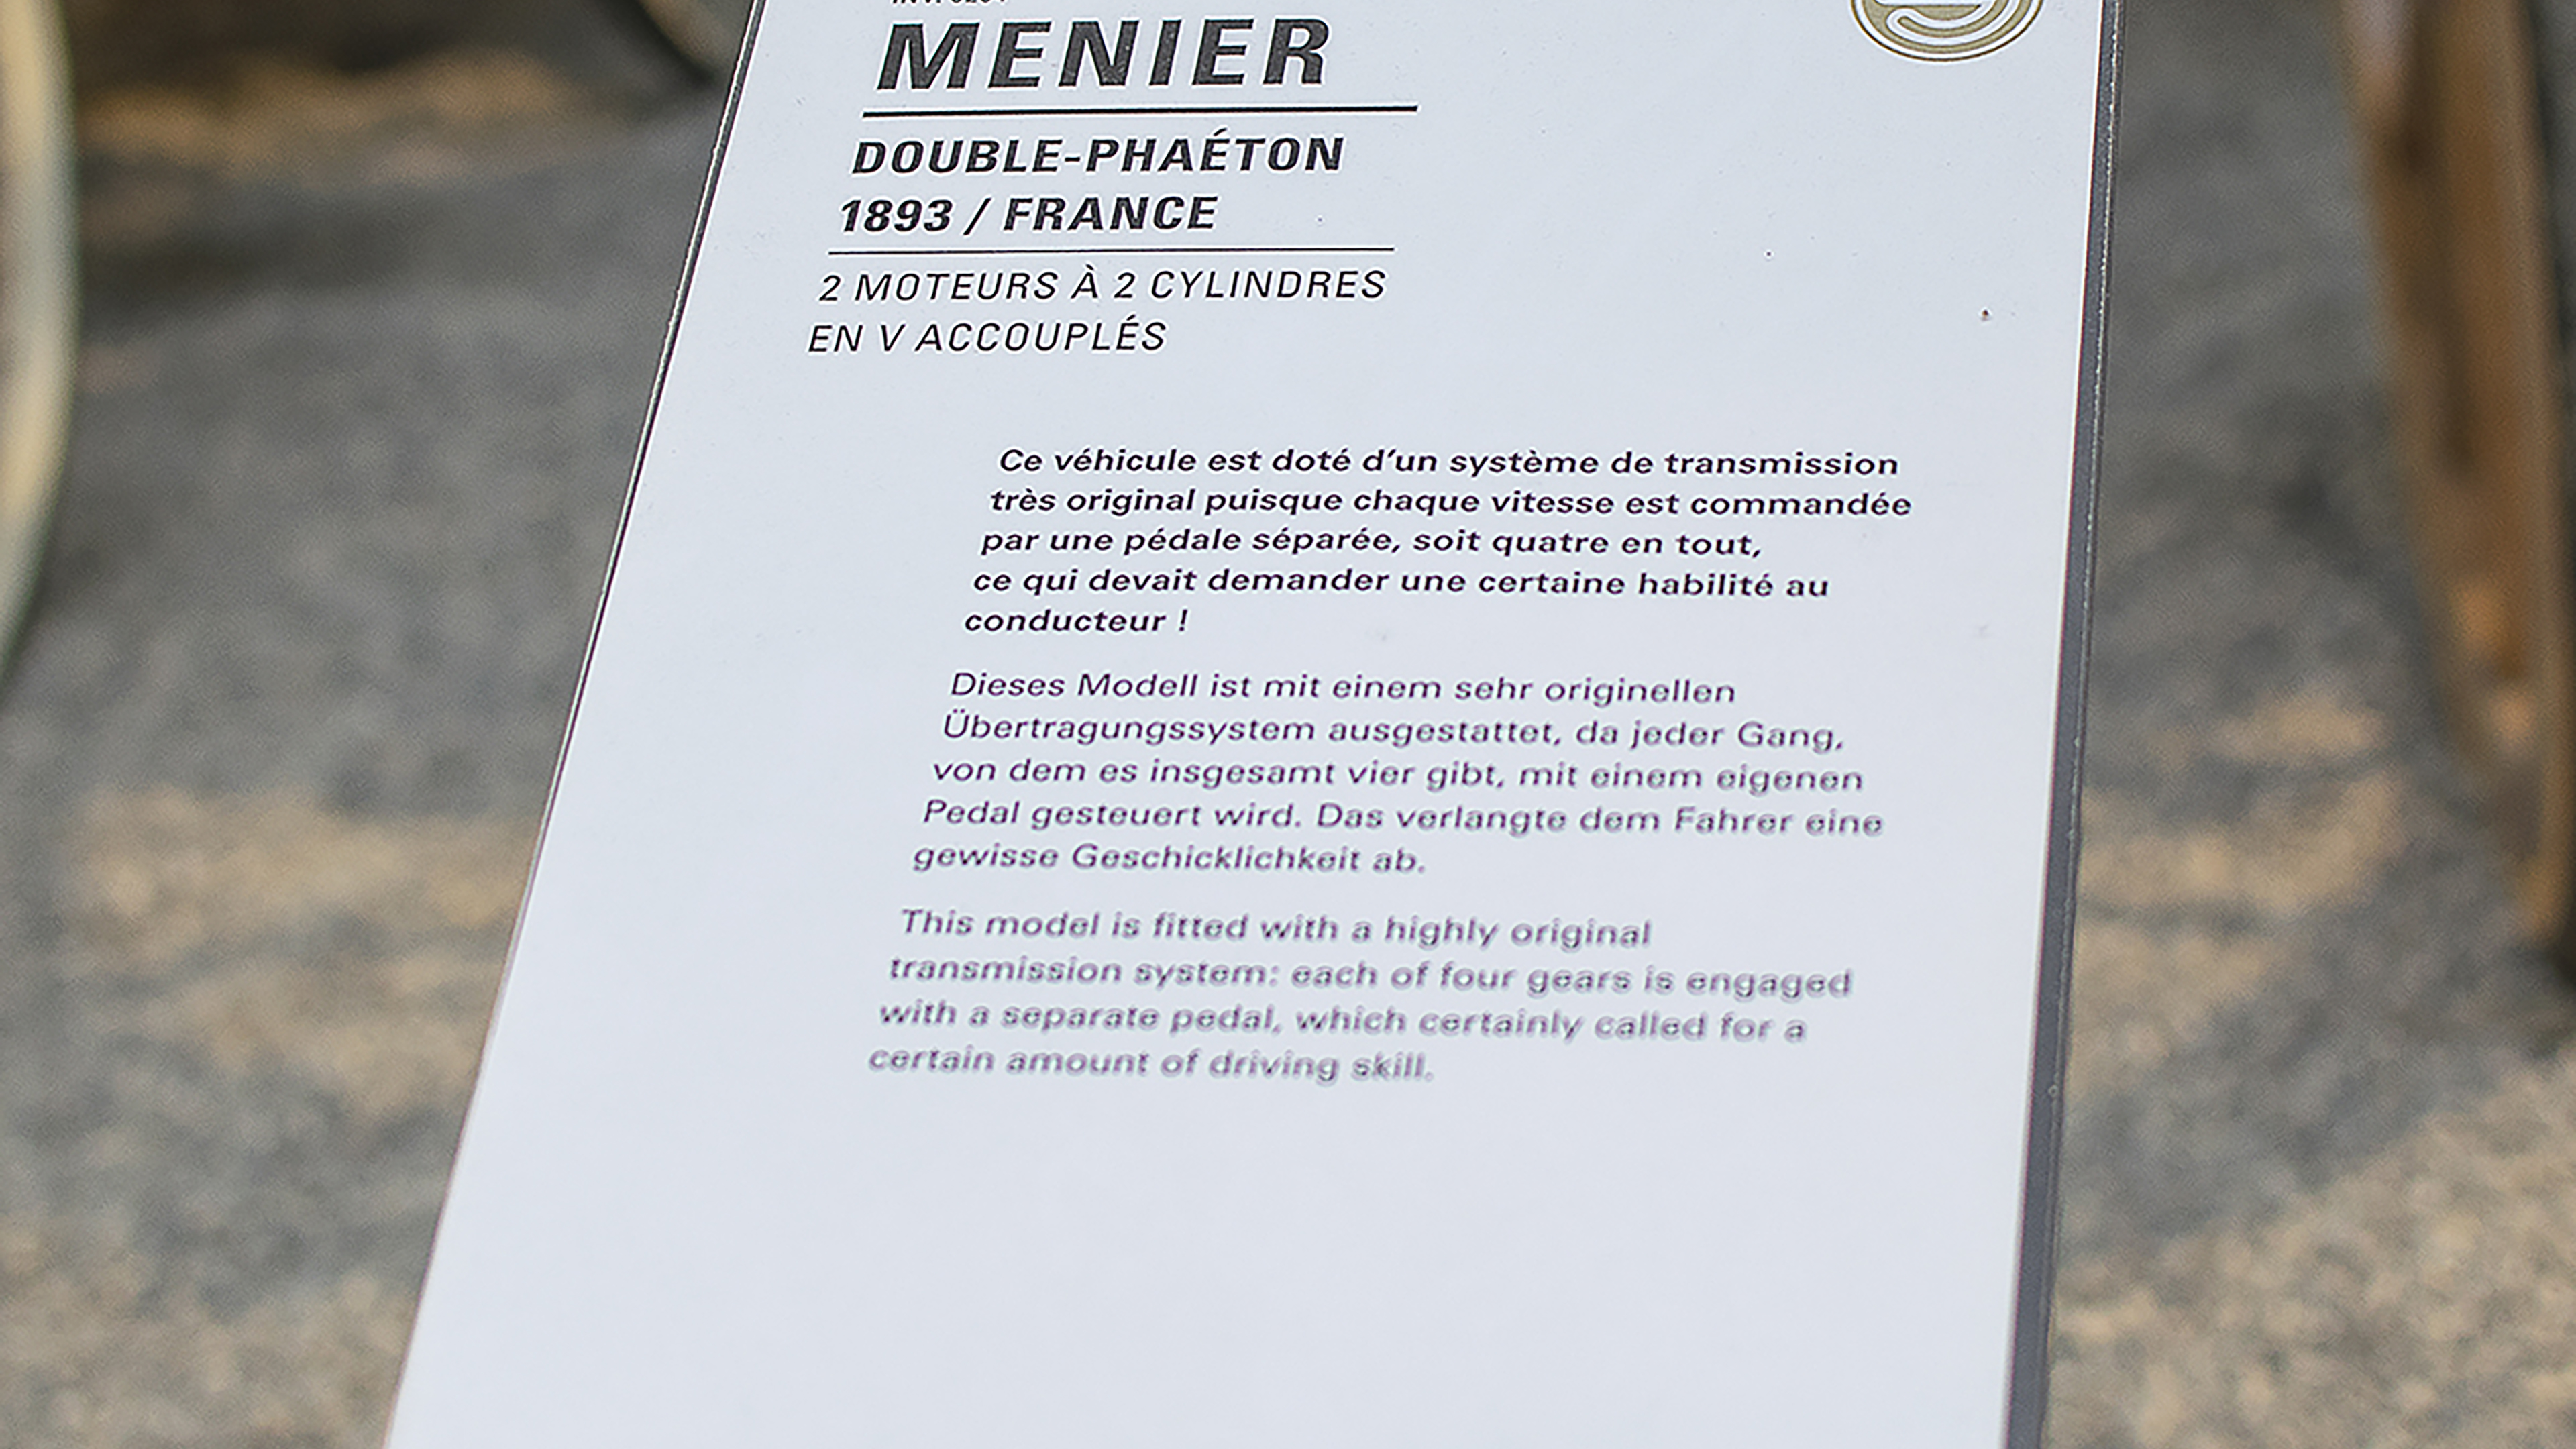 MENIER
DOUBLE-PHAÉTON
1893 / FRANCE
2 MOTEURS À 2 CYLINDRES
EN V ACCOUPLÉS
Ce véhicule est doté d'un système de transmission
très original puisque chaque vitesse est commandée
par une pédale séparée, soit quatre en tout,
ce qui devait demander une certaine habilité au
conducteur !
Dieses Modell ist mit einem sehr originellen
Übertragungssystem ausgestattet, da jeder Gang,
von dem es insgesamt vier gibt, mit einem eigenen
Pedal gesteuert wird. Das verlangte dem Fahrer eine
gewisse Geschicklichkeit ab.
This model is fitted with a highly original
transmission system: each of four gears is engaged
with a separate pedal, which certainly called for a
certain amount of driving skill.